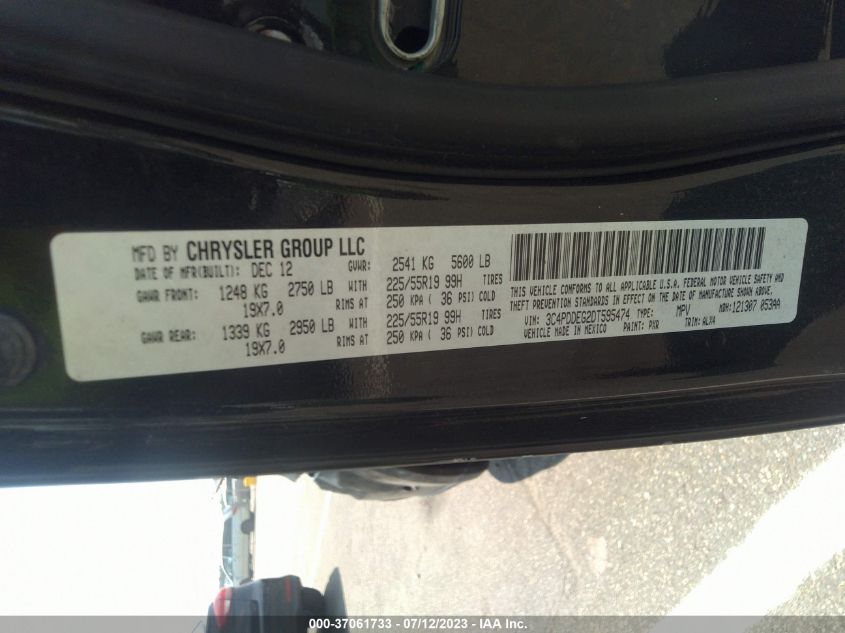 MFD BY CHRYSLER GROUP LLC
DATE OF MFR(BUILT): DEC 12 GVWR: 2541 KG 5600 LB
GAWR FRONT: 1248 KG 2750 LB WITH 225/55R19 99H TIRES
19X7.0 RIMS AT 250 KPA ( 36 PSI) COLD
GAWR REAR: 1339 KG 2950 LB WITH 225/55R19 99H TIRES
19X7.0 RIMS AT 250 KPA ( 36 PSI) COLD
THIS VEHICLE CONFORMS TO ALL APPLICABLE U.S.A. FEDERAL MOTOR VEHICLE SAFETY AND
THEFT PREVENTION STANDARDS IN EFFECT ON THE DATE OF MANUFACTURE SHOWN ABOVE.
VIN: 3C4PDDEG2DT595474 TYPE: MPV MDH: 121307 053AA
VEHICLE MADE IN MEXICO PAINT: PXR TRIM: ALX4
000-37061733 - 07/12/2023 - IAA Inc.